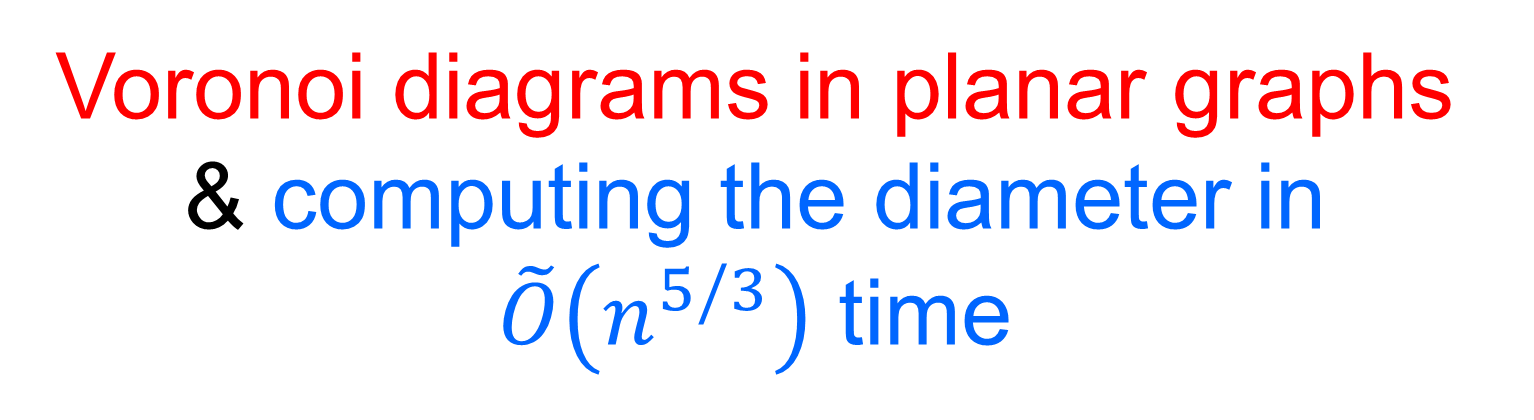 Voronoi diagrams in planar graphs
& computing the diameter in
Õ(n^{5/3}) time